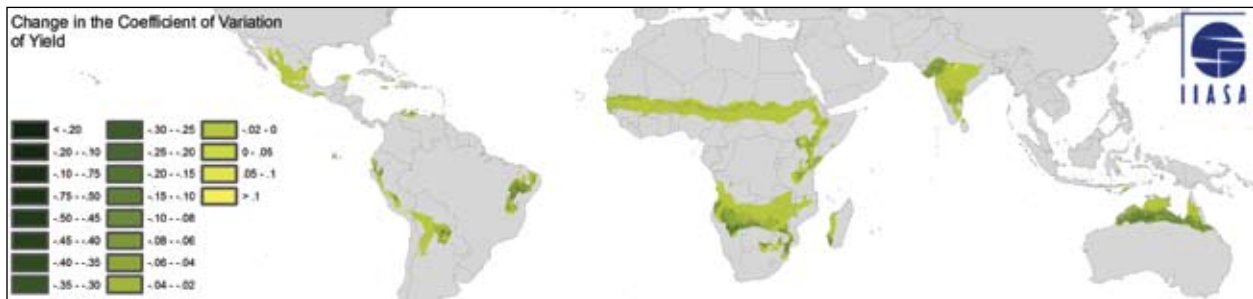 Change in the Coefficient of Variation
of Yield
IIASA
< -.20
-.20 - -.10
-.10 - -.75
-.75 - -.50
-.50 - -.45
-.45 - -.40
-.40 - -.35
-.35 - -.30
-.30 - -.25
-.25 - -.20
-.20 - -.15
-.15 - -.10
-.10 - -.08
-.08 - -.06
-.06 - -.04
-.04 - -.02
-.02 - 0
0 - .05
.05 - .1
> .1